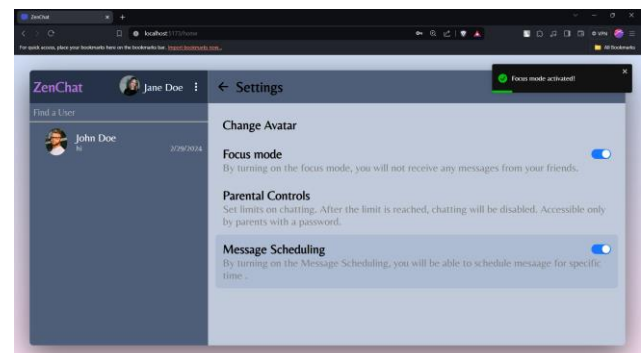 ZenChat
localhost:5173/home
VPN
For quick access, place your bookmarks here on the bookmarks bar. Import bookmarks now...
All Bookmarks
ZenChat
Jane Doe
Find a User
John Doe
hi
2/29/2024
Settings
Focus mode activated!
Change Avatar
Focus mode
By turning on the focus mode, you will not receive any messages from your friends.
Parental Controls
Set limits on chatting. After the limit is reached, chatting will be disabled. Accessible only
by parents with a password.
Message Scheduling
By turning on the Message Scheduling, you will be able to schedule mesaage for specific
time .